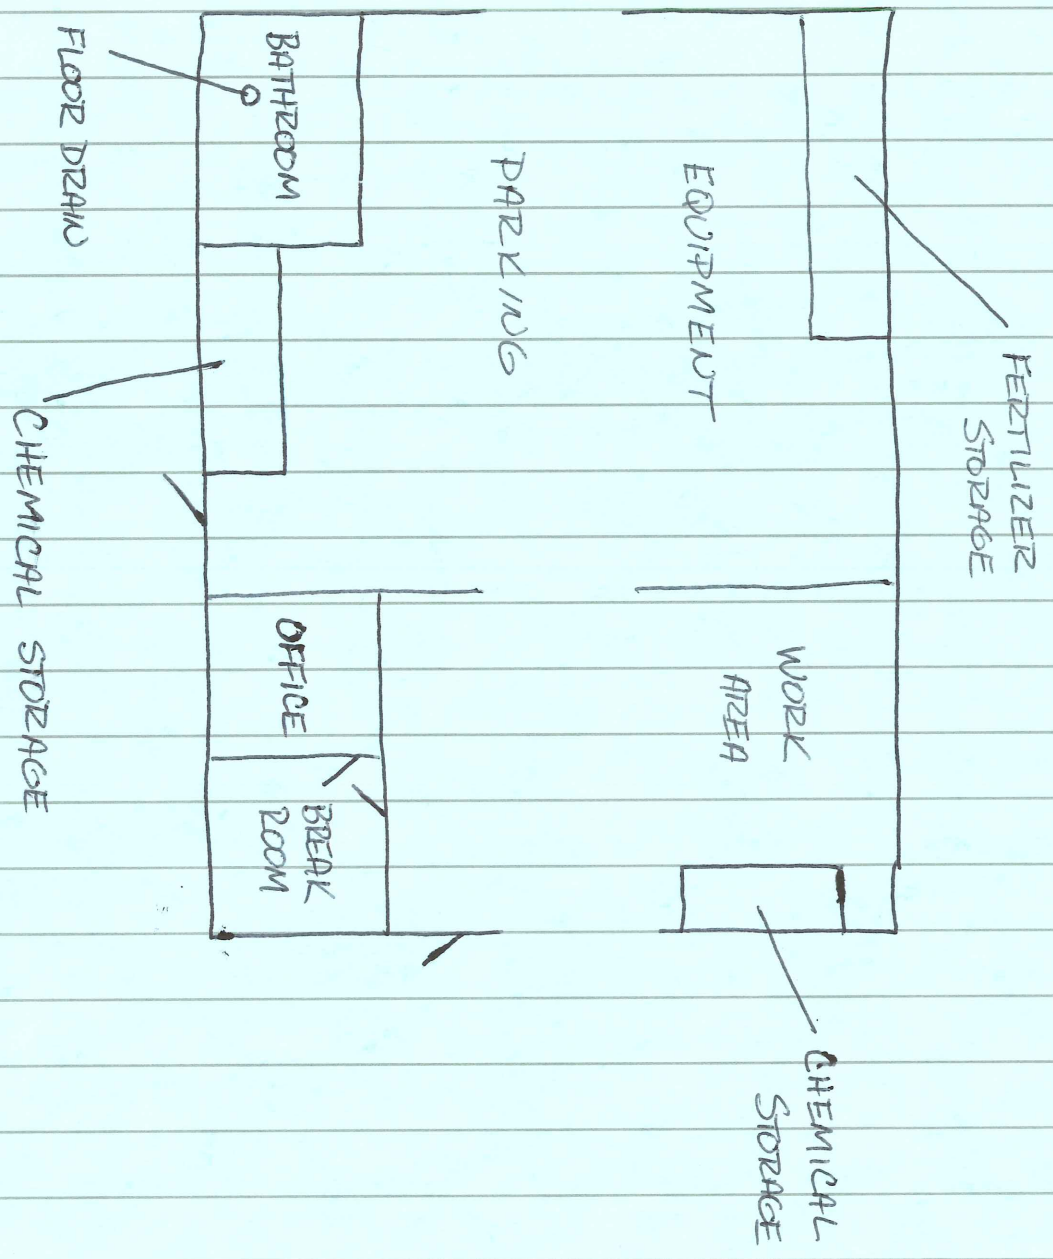 FERTILIZER
STORAGE
CHEMICAL
STORAGE
WORK
AREA
EQUIPMENT
PARKING
BATHROOM
OFFICE
BREAK
ROOM
FLOOR DRAIN
CHEMICAL STORAGE